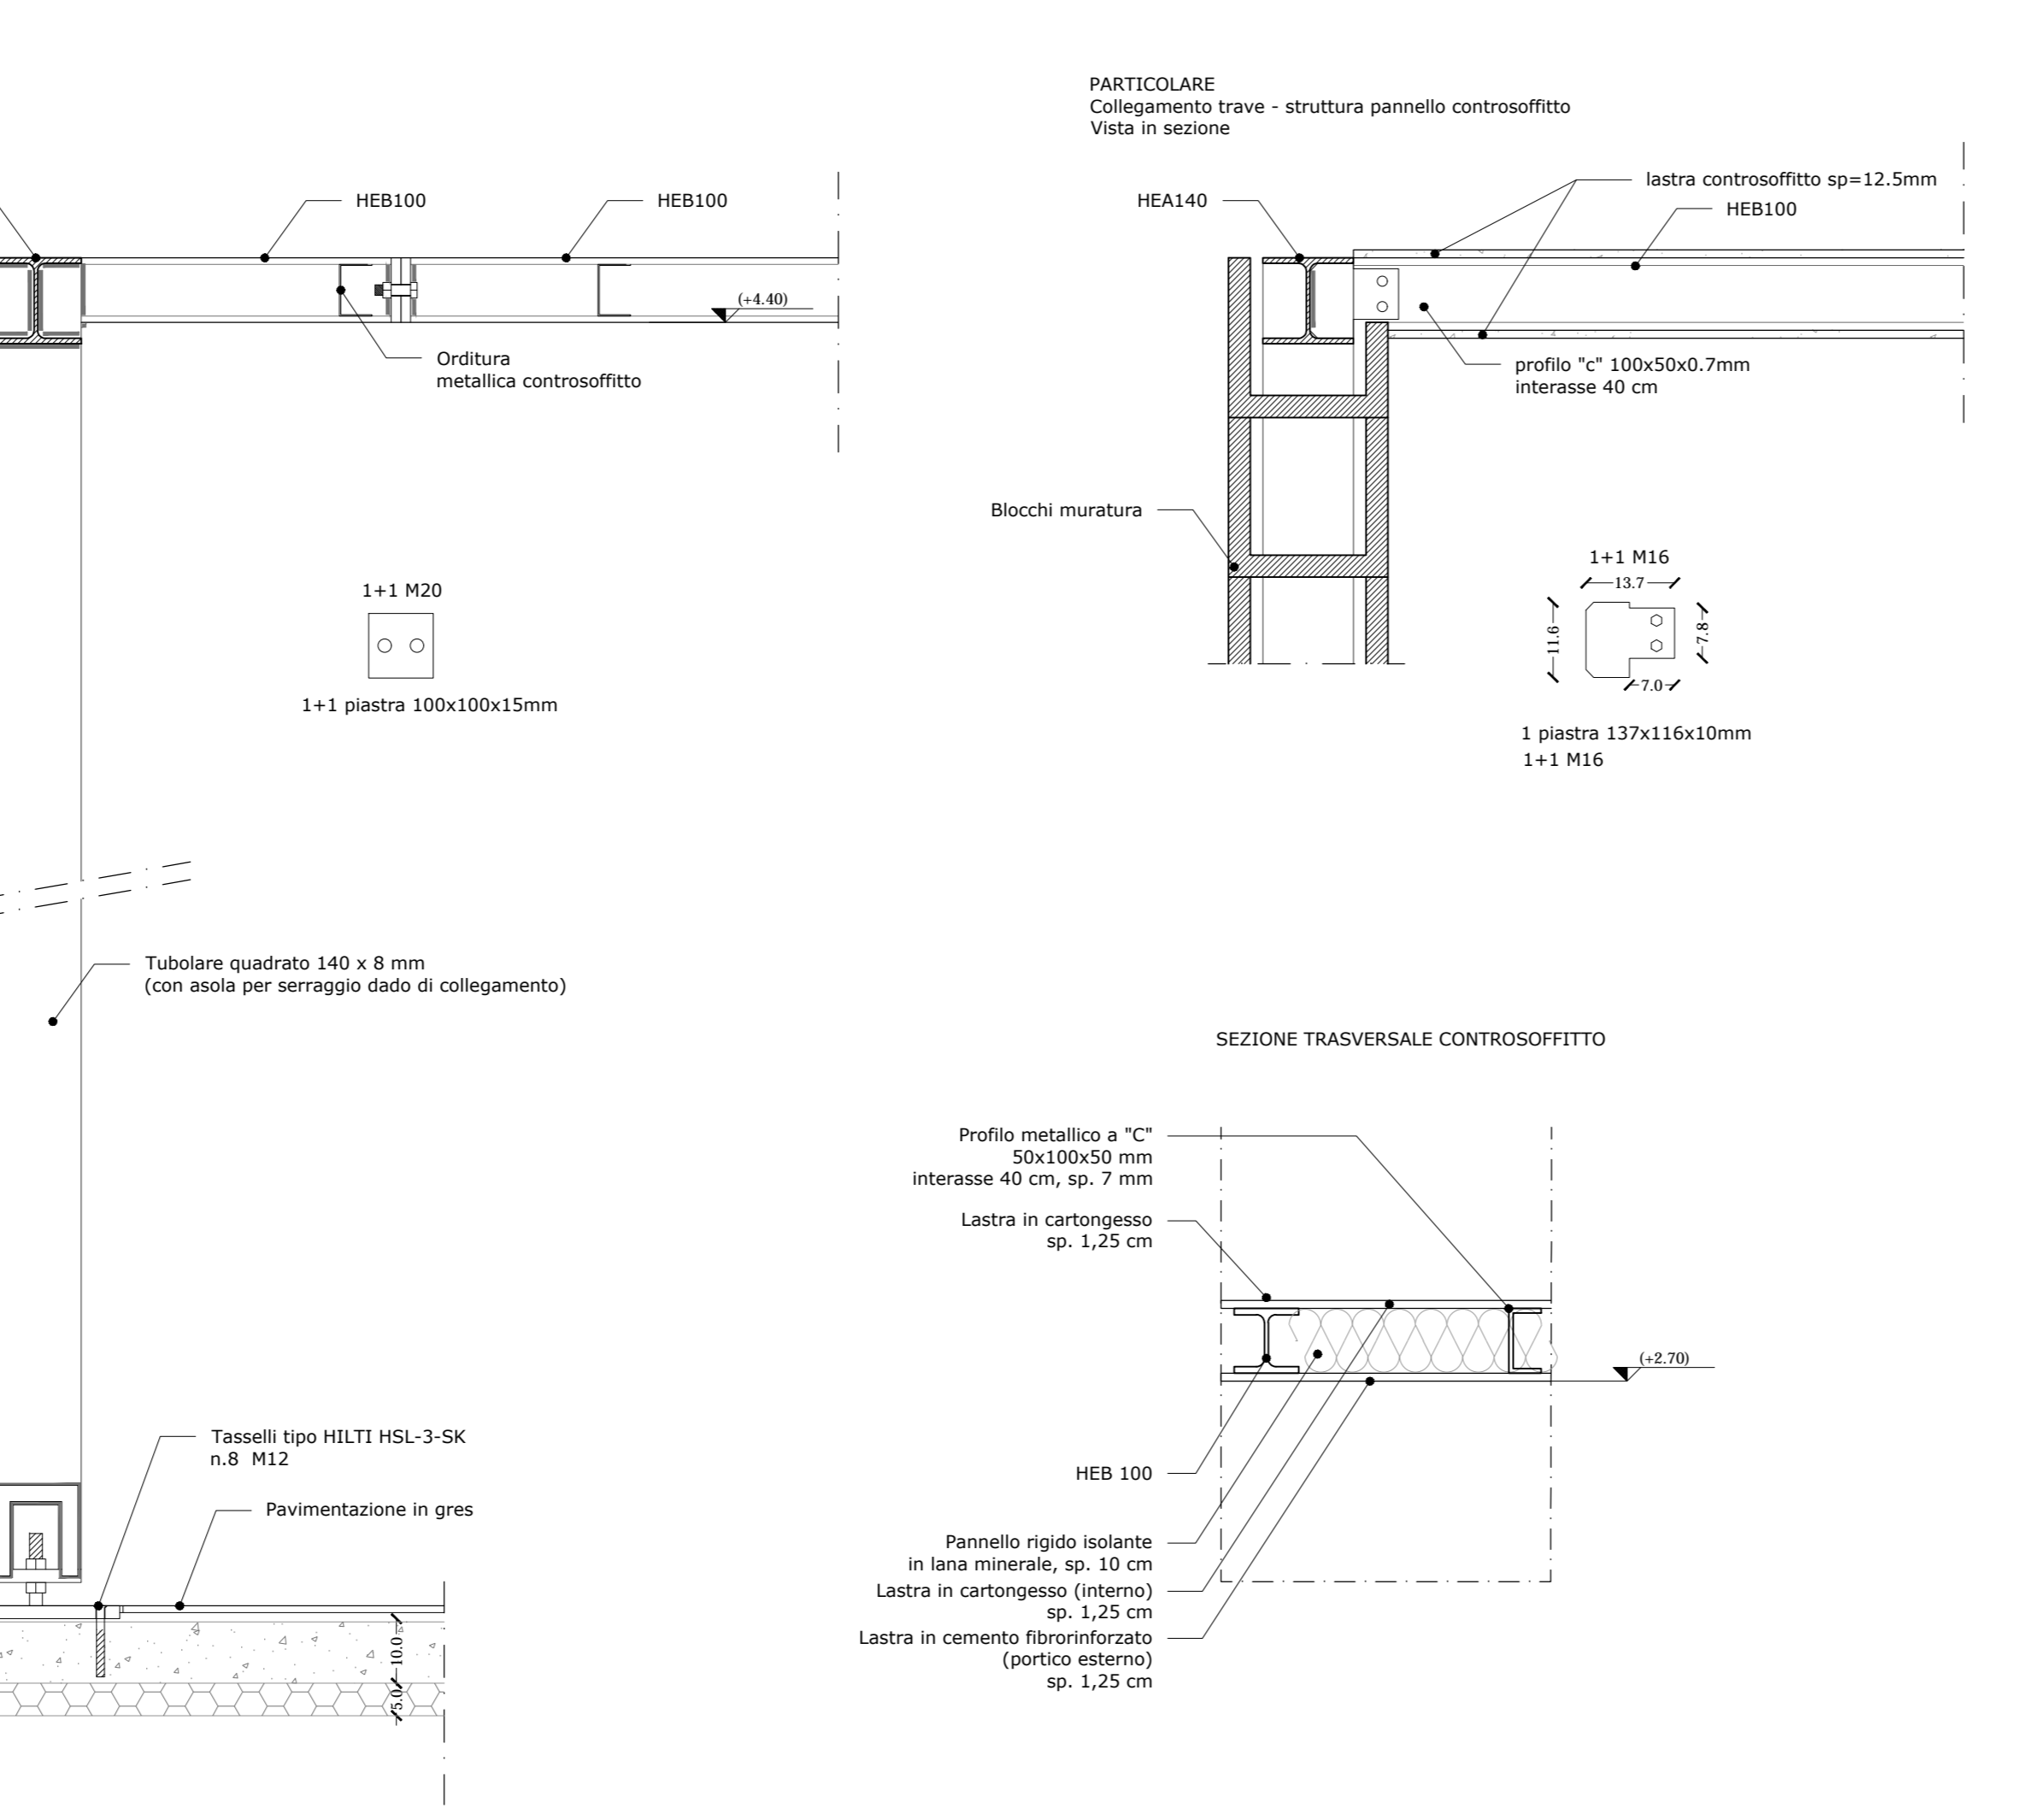 PARTICOLARE
Collegamento trave - struttura pannello controsoffitto
Vista in sezione
HEB100
HEB100
(+4.40)
Orditura
metallica controsoffitto
HEA140
lastra controsoffitto sp=12.5mm
HEB100
profilo "c" 100x50x0.7mm
interasse 40 cm
Blocchi muratura
1+1 M20
1+1 piastra 100x100x15mm
1+1 M16
13.7
11.6
7.8
7.0
1 piastra 137x116x10mm
1+1 M16
Tubolare quadrato 140 x 8 mm
(con asola per serraggio dado di collegamento)
SEZIONE TRASVERSALE CONTROSOFFITTO
Profilo metallico a "C"
50x100x50 mm
interasse 40 cm, sp. 7 mm
Lastra in cartongesso
sp. 1,25 cm
(+2.70)
HEB 100
Pannello rigido isolante
in lana minerale, sp. 10 cm
Lastra in cartongesso (interno)
sp. 1,25 cm
Lastra in cemento fibrorinforzato
(portico esterno)
sp. 1,25 cm
Tasselli tipo HILTI HSL-3-SK
n.8 M12
Pavimentazione in gres
10.0
5.0